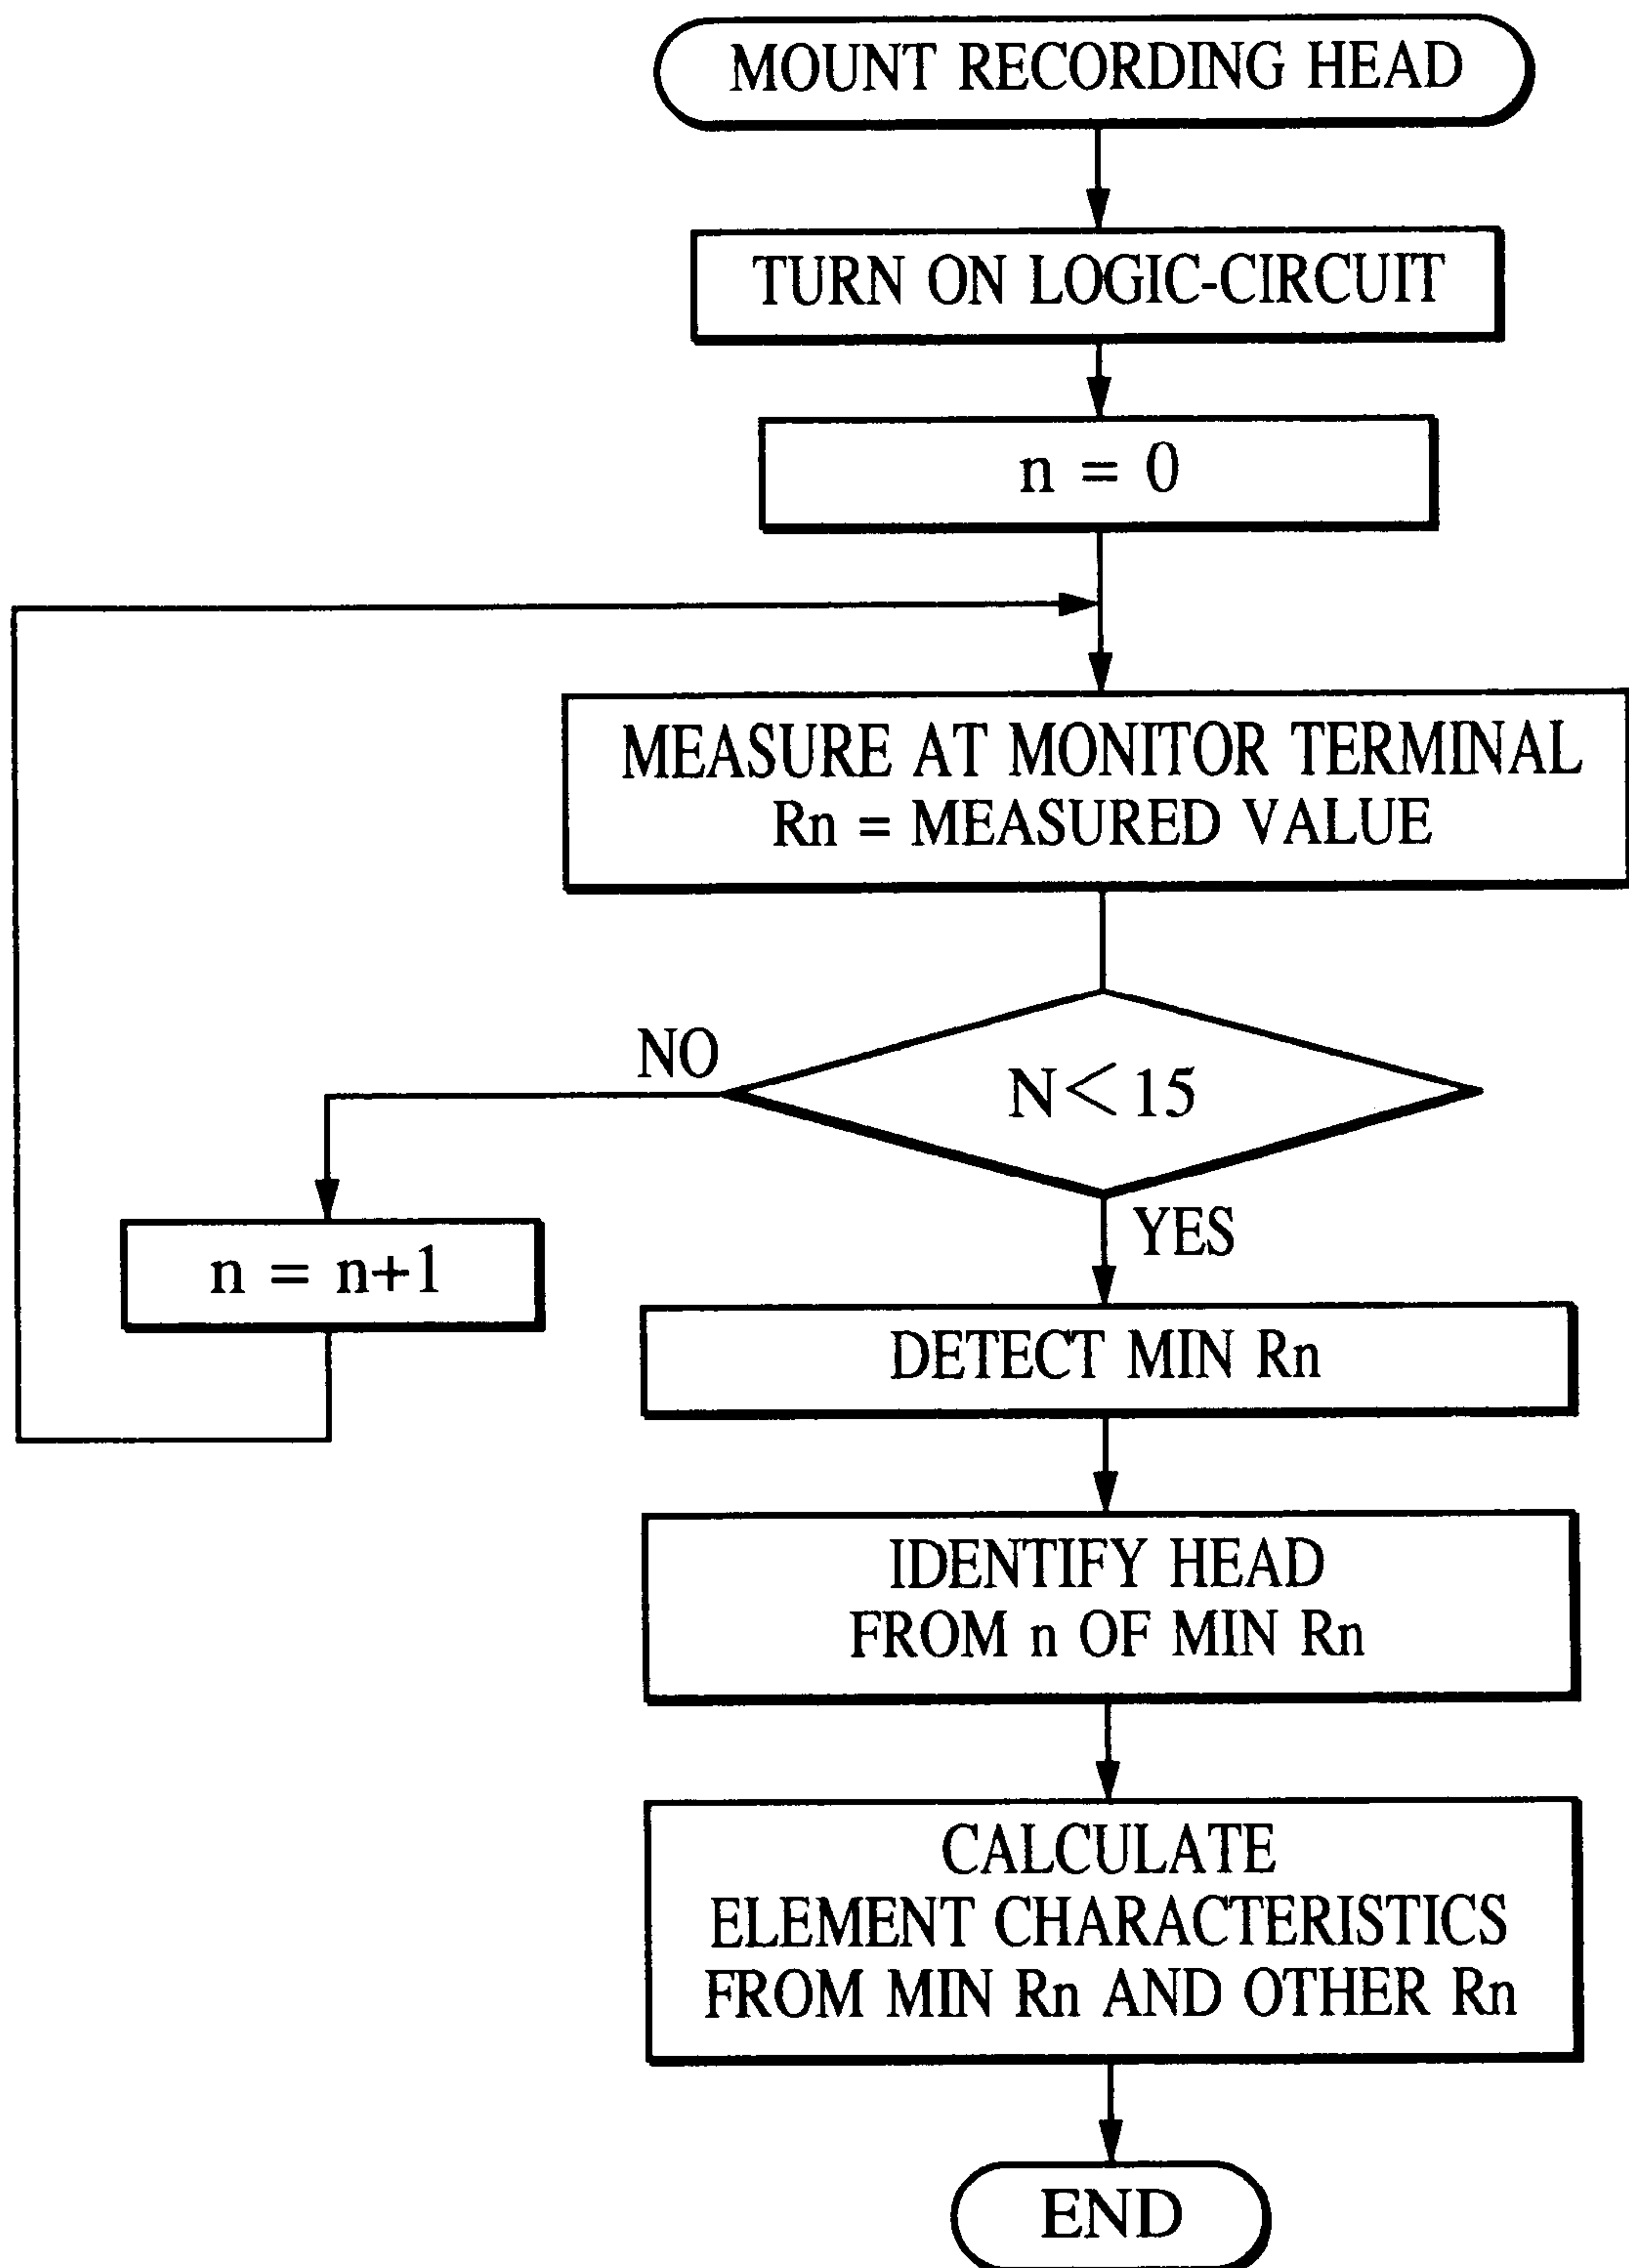 MOUNT RECORDING HEAD
TURN ON LOGIC-CIRCUIT
n = 0
MEASURE AT MONITOR TERMINAL
Rn = MEASURED VALUE
NO
N<15
YES
n = n+1
DETECT MIN Rn
IDENTIFY HEAD
FROM n OF MIN Rn
CALCULATE
ELEMENT CHARACTERISTICS
FROM MIN Rn AND OTHER Rn
END